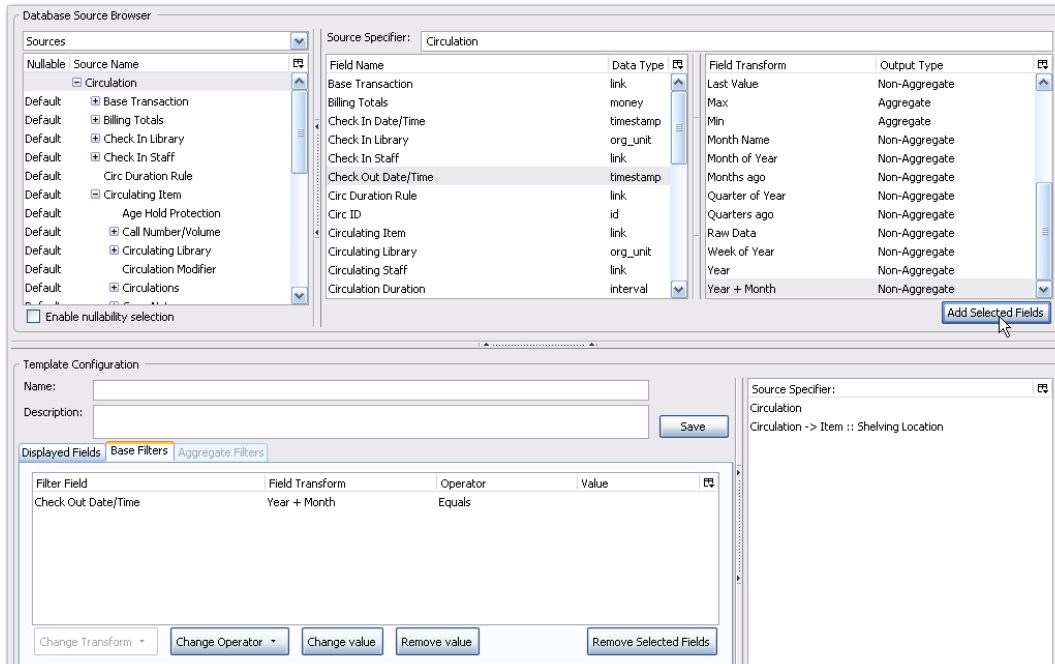 Database Source Browser
Sources
Source Specifier: Circulation
Nullable Source Name
Circulation
Default Base Transaction
Default Billing Totals
Default Check In Library
Default Check In Staff
Default Circ Duration Rule
Default Circulating Item
Default Age Hold Protection
Default Call Number/Volume
Default Circulating Library
Default Circulation Modifier
Default Circulations
Enable nullability selection
Field Name Data Type
Base Transaction link
Billing Totals money
Check In Date/Time timestamp
Check In Library org_unit
Check In Staff link
Check Out Date/Time timestamp
Circ Duration Rule link
Circ ID id
Circulating Item link
Circulating Library org_unit
Circulating Staff link
Circulation Duration interval
Field Transform Output Type
Last Value Non-Aggregate
Max Aggregate
Min Aggregate
Month Name Non-Aggregate
Month of Year Non-Aggregate
Months ago Non-Aggregate
Quarter of Year Non-Aggregate
Quarters ago Non-Aggregate
Raw Data Non-Aggregate
Week of Year Non-Aggregate
Year Non-Aggregate
Year + Month Non-Aggregate
Add Selected Fields
Template Configuration
Name:
Description:
Save
Displayed Fields Base Filters Aggregate Filters
Filter Field Field Transform Operator Value
Check Out Date/Time Year + Month Equals
Change Transform Change Operator Change value Remove value Remove Selected Fields
Source Specifier:
Circulation
Circulation -> Item :: Shelving Location